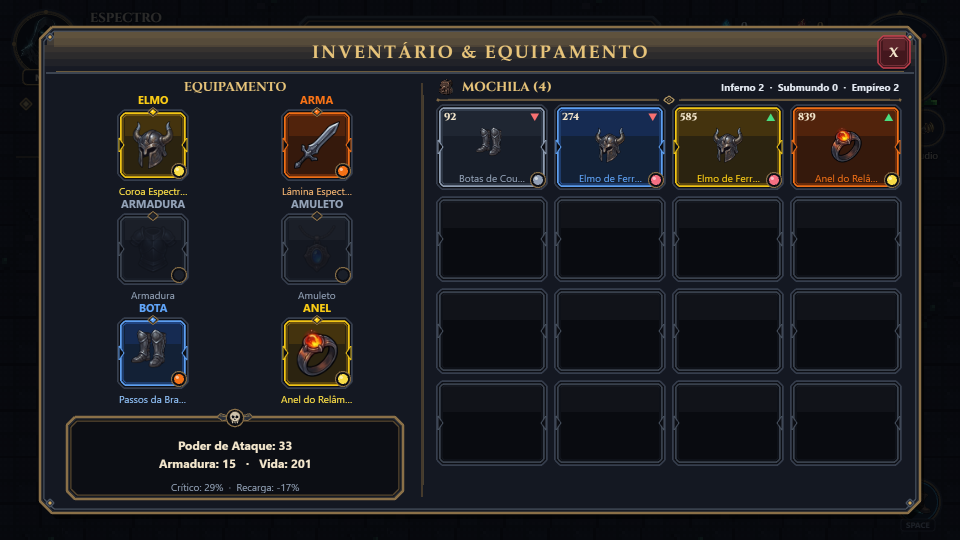 ESPECTRO
INVENTÁRIO & EQUIPAMENTO
X
EQUIPAMENTO
ELMO
ARMA
Coroa Espectr...
Lâmina Espect...
ARMADURA
AMULETO
Armadura
Amuleto
BOTA
ANEL
Passos da Bra...
Anel do Relâm...
Poder de Ataque: 33
Armadura: 15 · Vida: 201
Crítico: 29% · Recarga: -17%
MOCHILA (4)
Inferno 2 · Submundo 0 · Empíreo 2
92
274
585
839
Botas de Cou...
Elmo de Ferr...
Elmo de Ferr...
Anel do Relâ...
SPACE